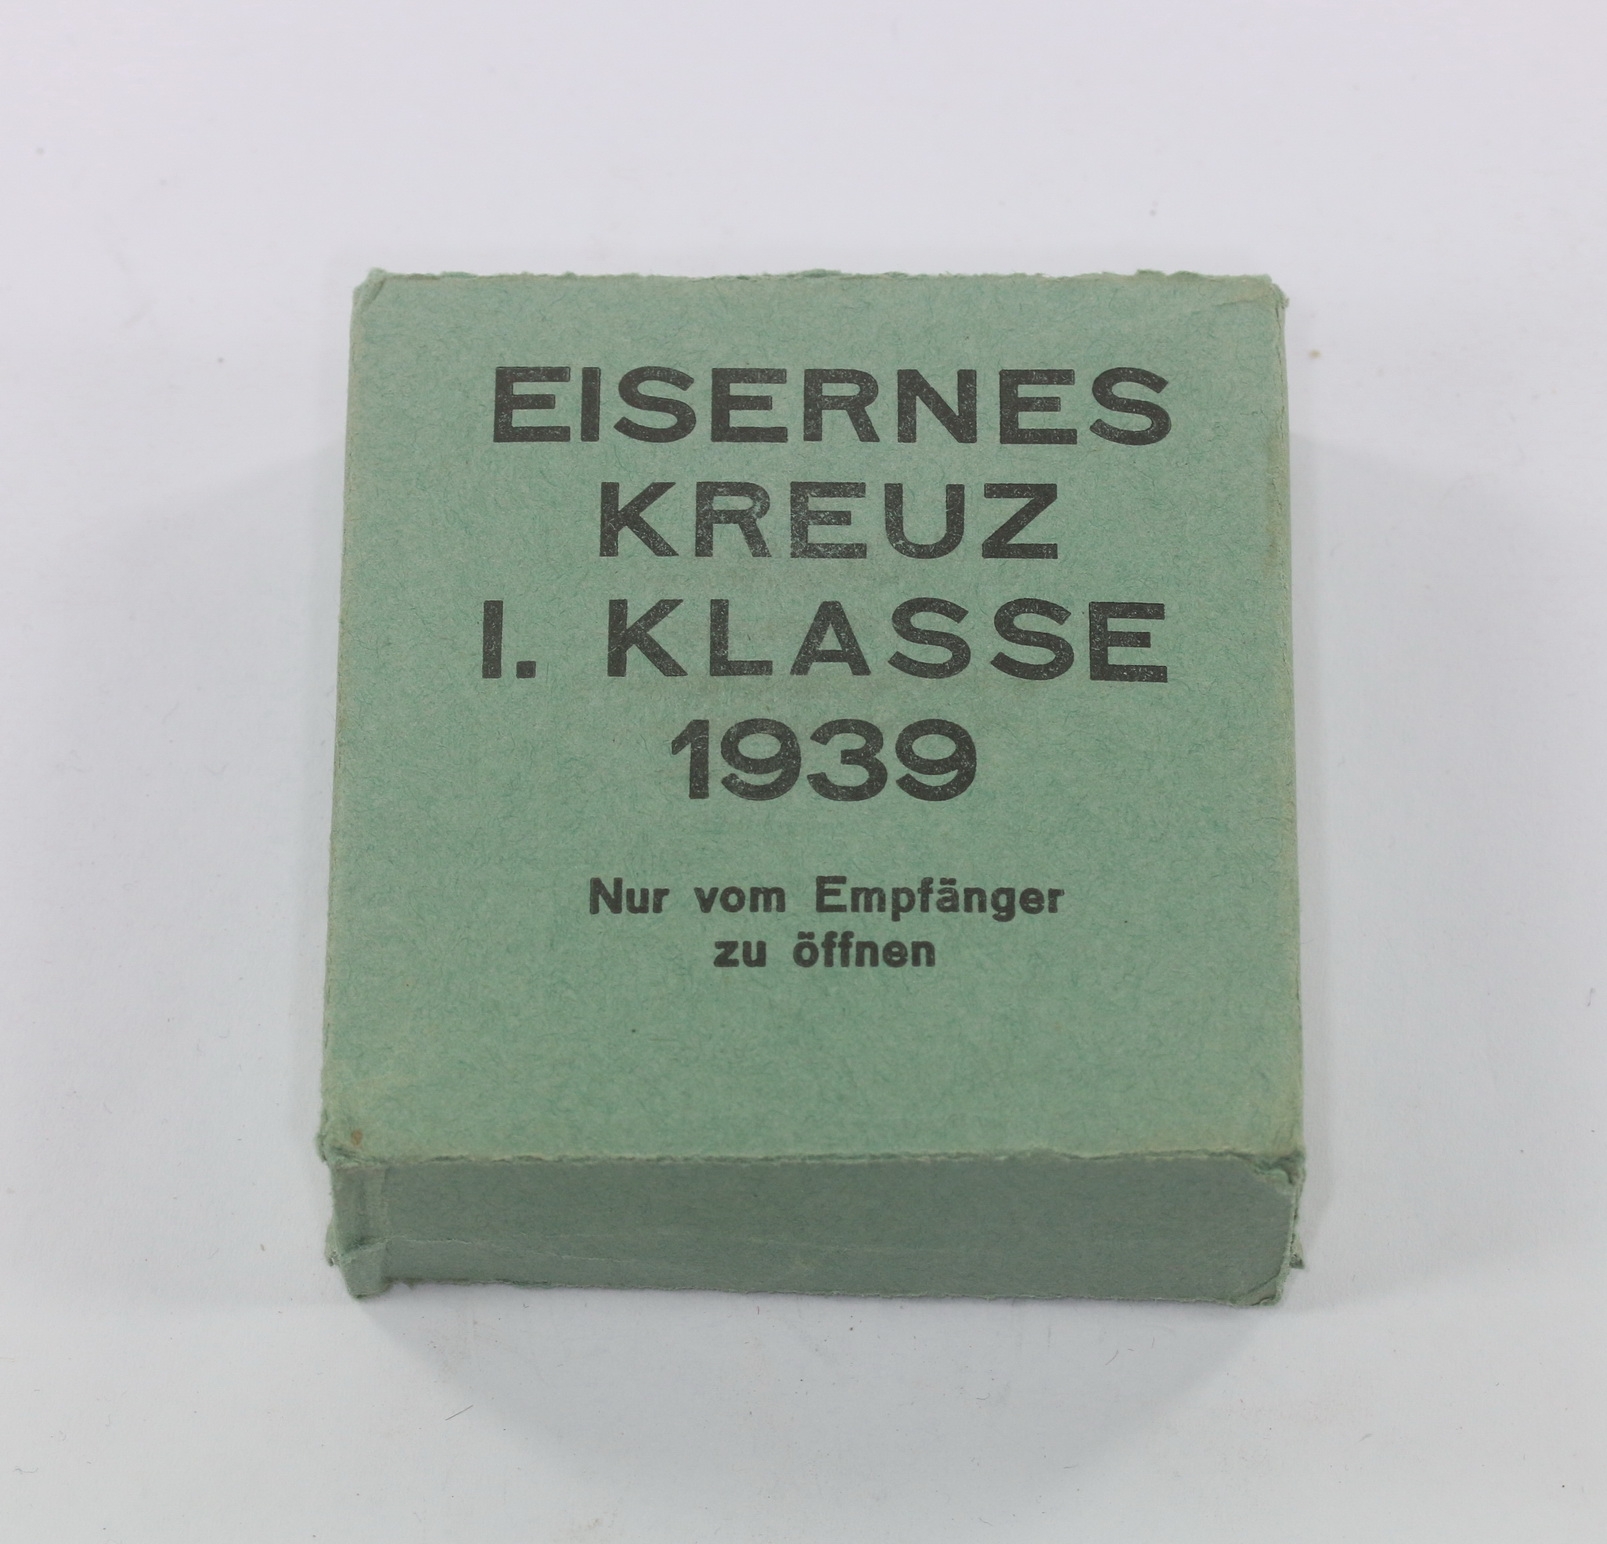 EISERNES
KREUZ
I. KLASSE
1939
Nur vom Empfänger
zu öffnen